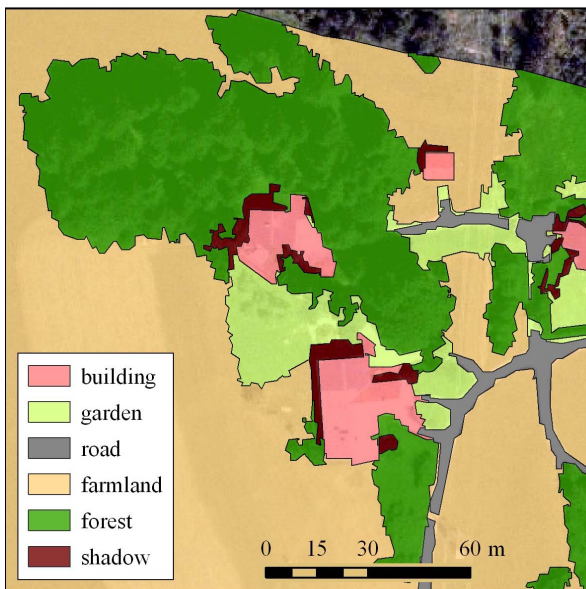 building
garden
road
farmland
forest
shadow
0 15 30 60 m